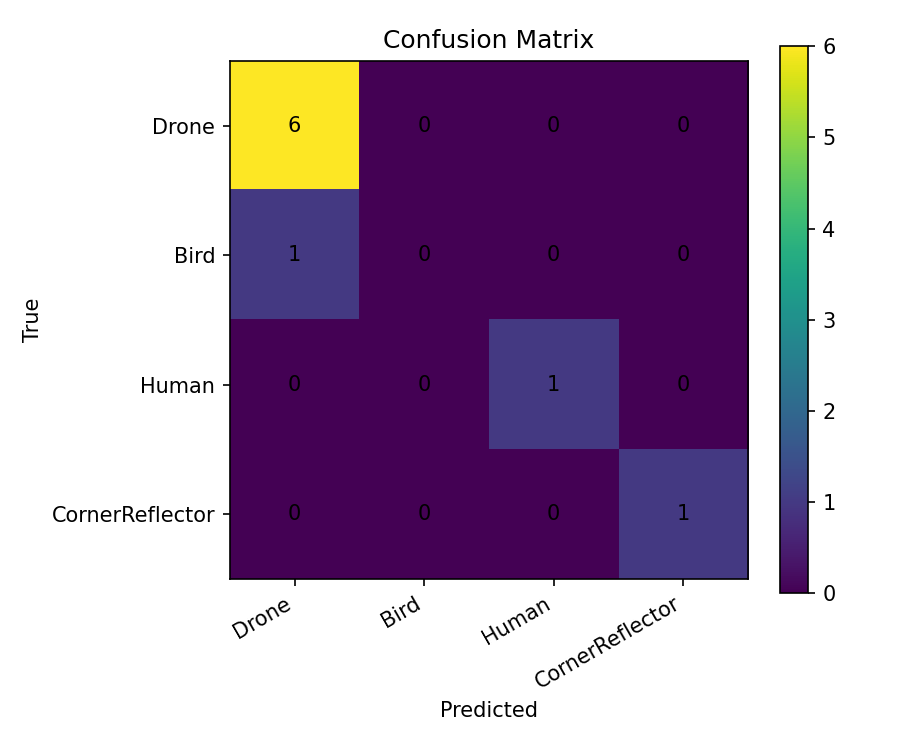 Confusion Matrix
True
Drone 6 0 0 0
Bird 1 0 0 0
Human 0 0 1 0
CornerReflector 0 0 0 1
Drone Bird Human CornerReflector
Predicted
6
5
4
3
2
1
0